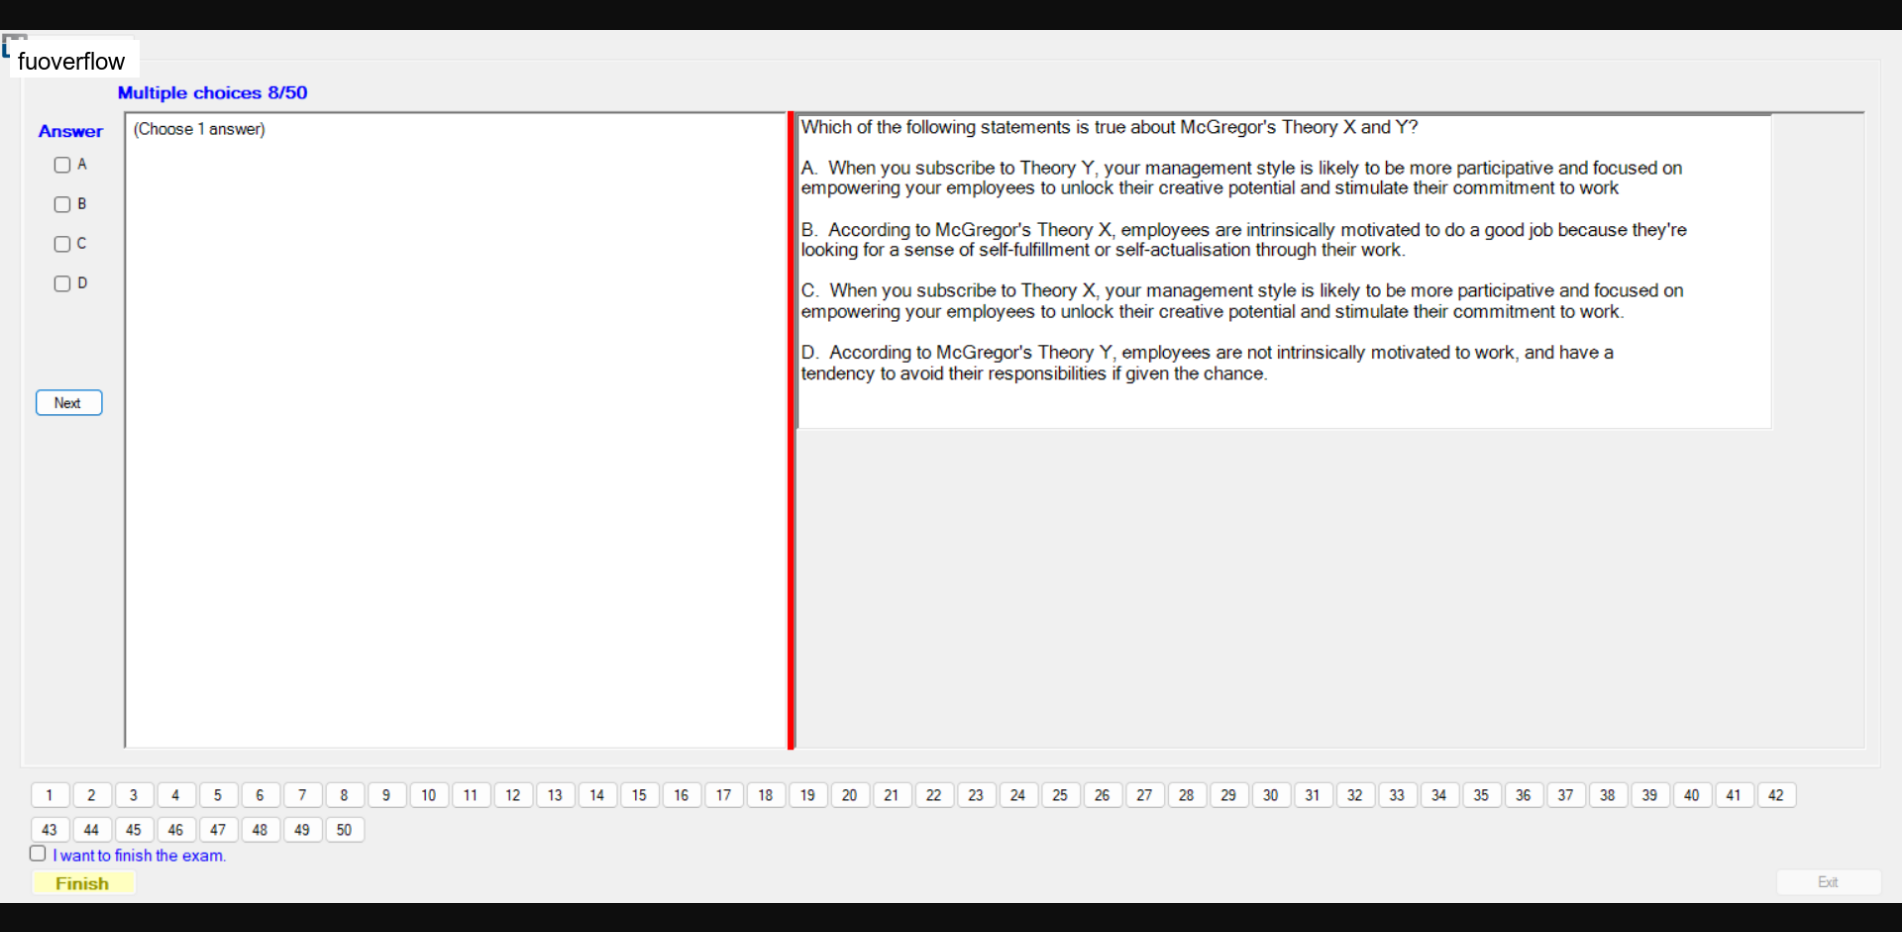 fuoverflow
Multiple choices 8/50
Answer
(Choose 1 answer)
A
B
C
D
Next
Which of the following statements is true about McGregor's Theory X and Y?
A. When you subscribe to Theory Y, your management style is likely to be more participative and focused on
empowering your employees to unlock their creative potential and stimulate their commitment to work
B. According to McGregor's Theory X, employees are intrinsically motivated to do a good job because they're
looking for a sense of self-fulfillment or self-actualisation through their work.
C. When you subscribe to Theory X, your management style is likely to be more participative and focused on
empowering your employees to unlock their creative potential and stimulate their commitment to work.
D. According to McGregor's Theory Y, employees are not intrinsically motivated to work, and have a
tendency to avoid their responsibilities if given the chance.
1 2 3 4 5 6 7 8 9 10 11 12 13 14 15 16 17 18 19 20 21 22 23 24 25 26 27 28 29 30 31 32 33 34 35 36 37 38 39 40 41 42
43 44 45 46 47 48 49 50
I want to finish the exam.
Finish
Exit